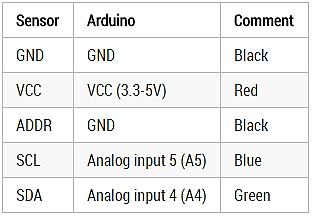 Sensor Arduino Comment
GND GND Black
VCC VCC (3.3-5V) Red
ADDR GND Black
SCL Analog input 5 (A5) Blue
SDA Analog input 4 (A4) Green